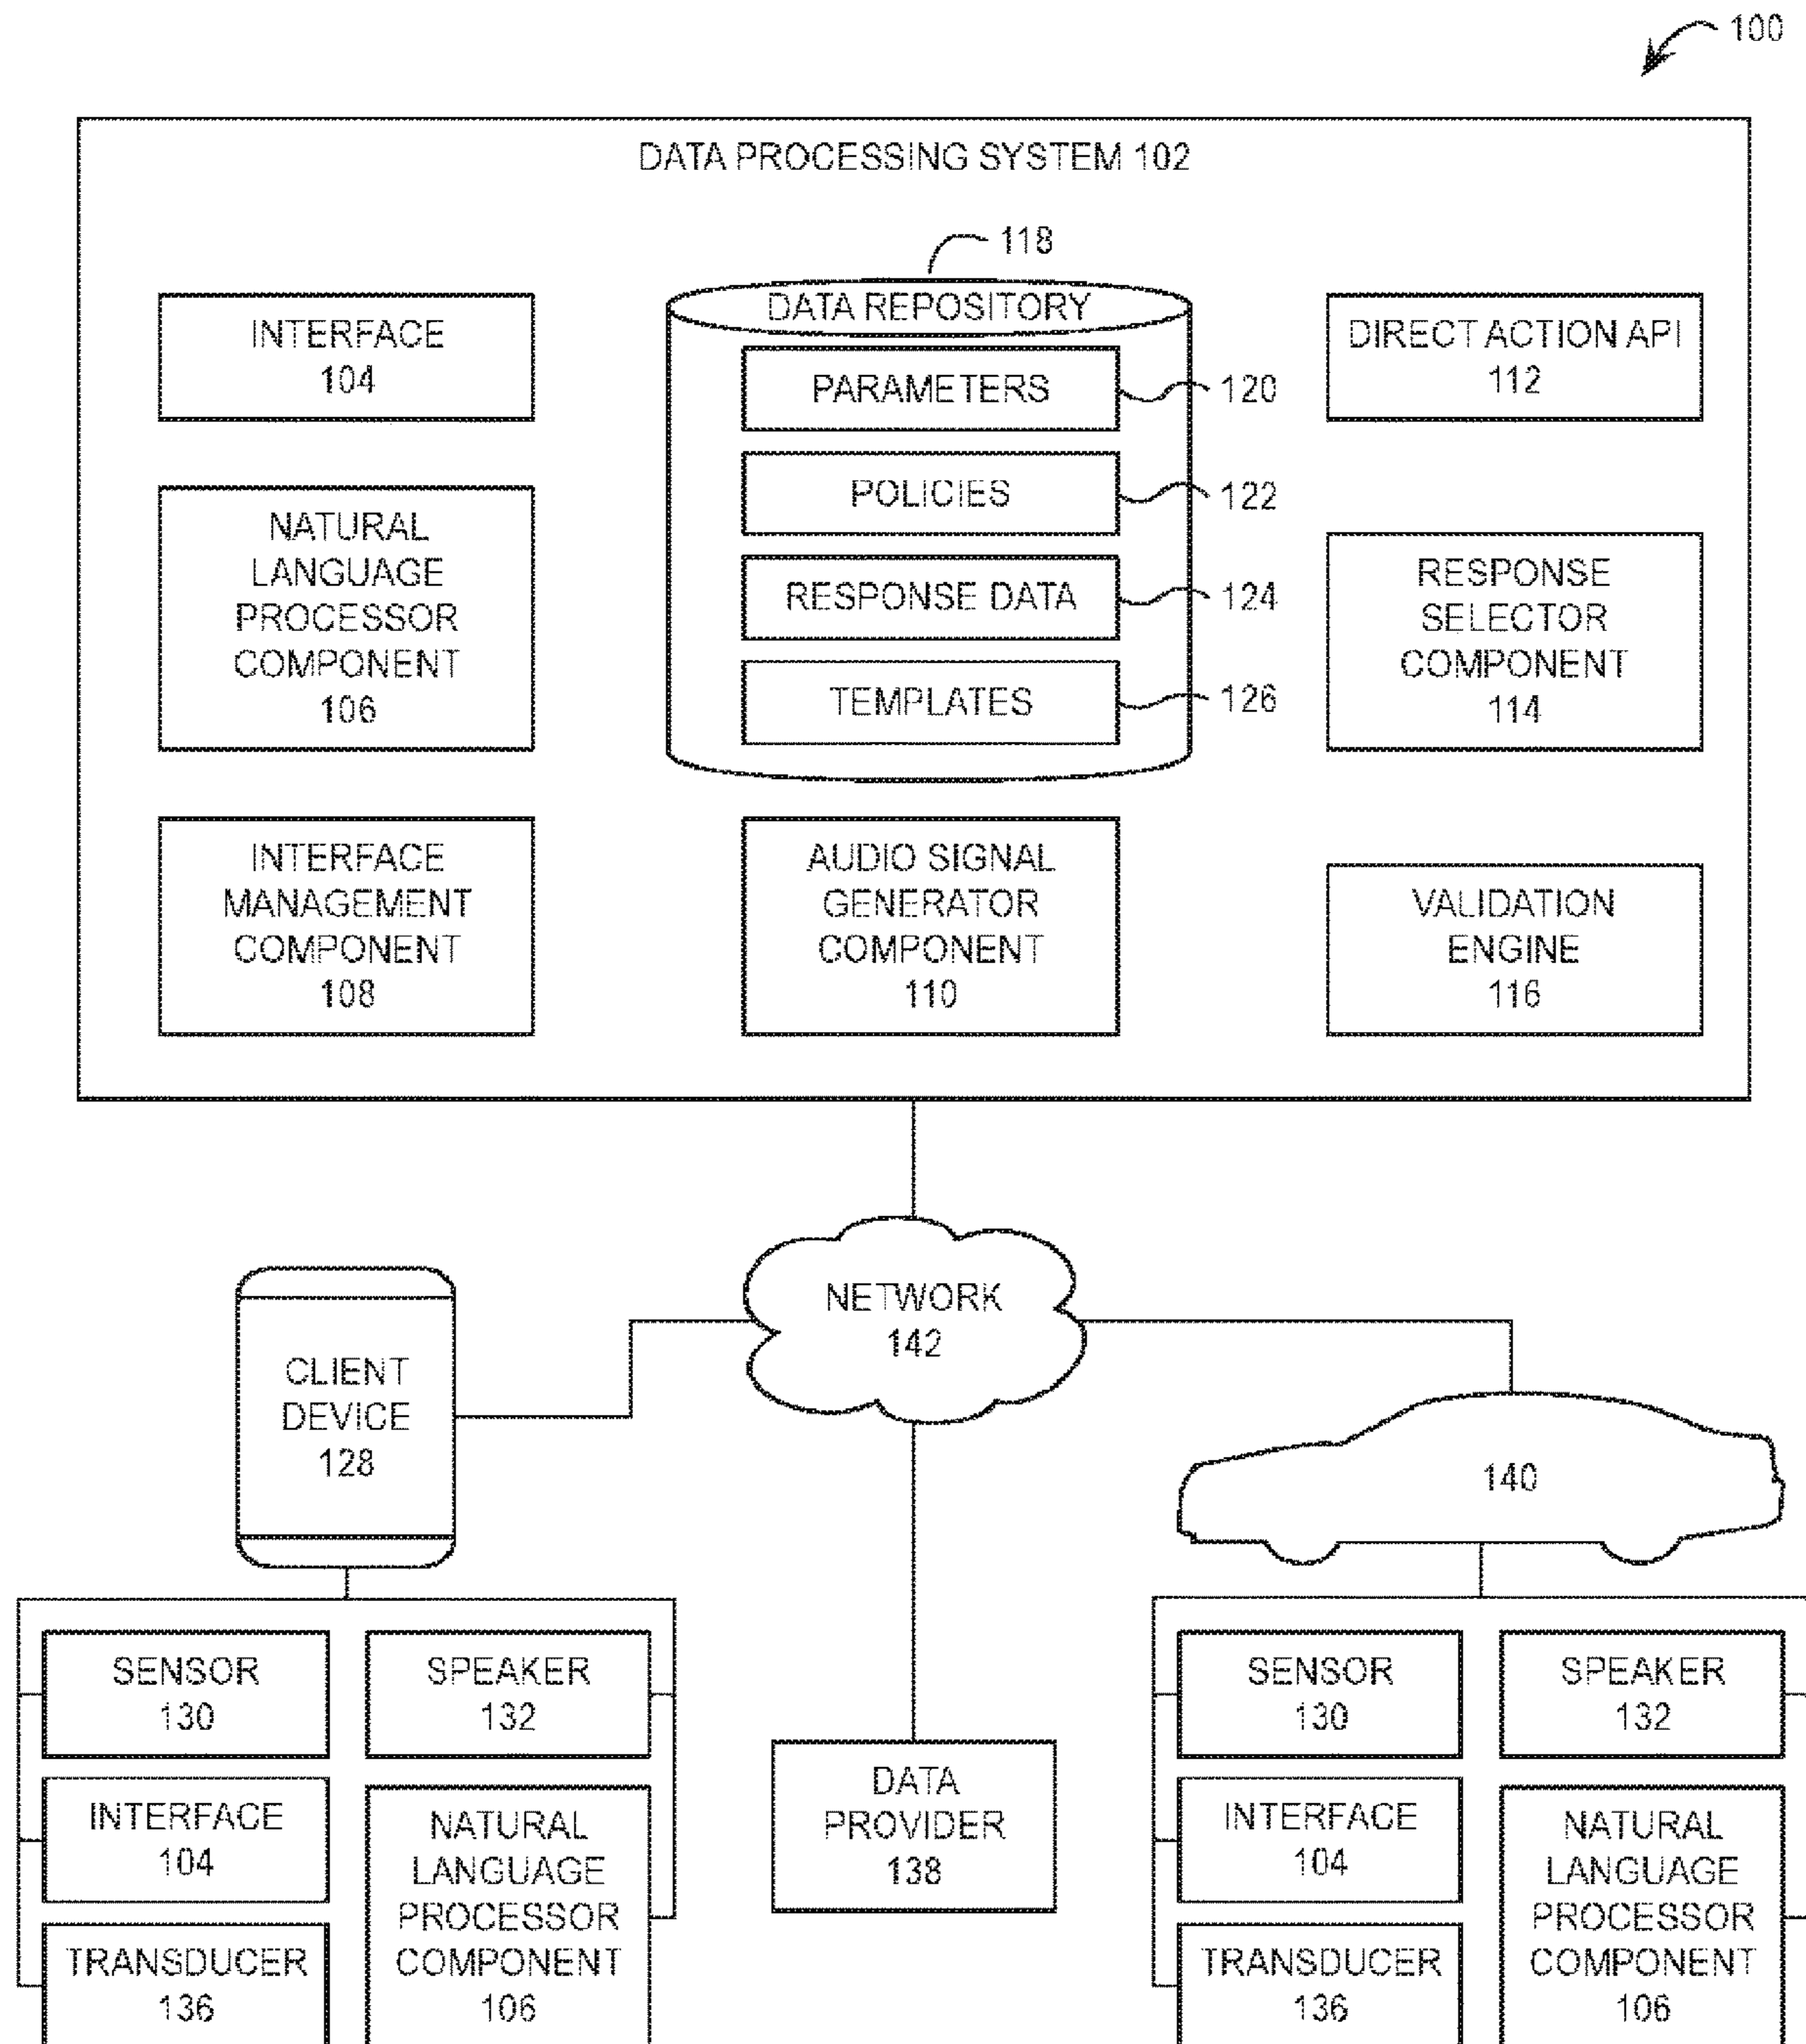 100
DATA PROCESSING SYSTEM 102
118
DATA REPOSITORY
INTERFACE
104
PARAMETERS
120
DIRECT ACTION API
112
POLICIES
122
NATURAL
LANGUAGE
PROCESSOR
COMPONENT
106
RESPONSE DATA
124
RESPONSE
SELECTOR
COMPONENT
114
TEMPLATES
126
INTERFACE
MANAGEMENT
COMPONENT
108
AUDIO SIGNAL
GENERATOR
COMPONENT
110
VALIDATION
ENGINE
116
NETWORK
142
CLIENT
DEVICE
128
140
SENSOR
130
SPEAKER
132
INTERFACE
104
NATURAL
LANGUAGE
PROCESSOR
COMPONENT
106
TRANSDUCER
136
DATA
PROVIDER
138
SENSOR
130
SPEAKER
132
INTERFACE
104
NATURAL
LANGUAGE
PROCESSOR
COMPONENT
106
TRANSDUCER
136